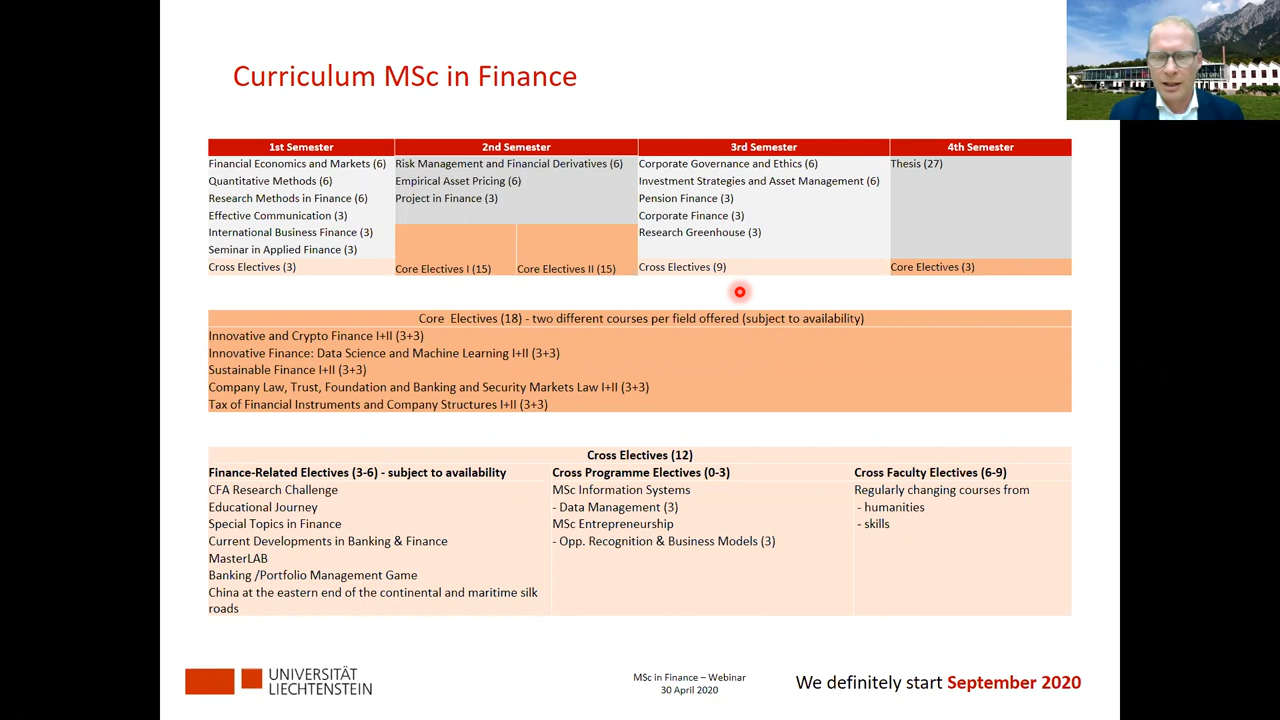 Curriculum MSc in Finance
1st Semester
2nd Semester
3rd Semester
4th Semester
Financial Economics and Markets (6)
Quantitative Methods (6)
Research Methods in Finance (6)
Effective Communication (3)
International Business Finance (3)
Seminar in Applied Finance (3)
Cross Electives (3)
Risk Management and Financial Derivatives (6)
Empirical Asset Pricing (6)
Project in Finance (3)
Core Electives I (15)
Core Electives II (15)
Corporate Governance and Ethics (6)
Investment Strategies and Asset Management (6)
Pension Finance (3)
Corporate Finance (3)
Research Greenhouse (3)
Cross Electives (9)
Thesis (27)
Core Electives (3)
Core Electives (18) - two different courses per field offered (subject to availability)
Innovative and Crypto Finance I+II (3+3)
Innovative Finance: Data Science and Machine Learning I+II (3+3)
Sustainable Finance I+II (3+3)
Company Law, Trust, Foundation and Banking and Security Markets Law I+II (3+3)
Tax of Financial Instruments and Company Structures I+II (3+3)
Cross Electives (12)
Finance-Related Electives (3-6) - subject to availability
CFA Research Challenge
Educational Journey
Special Topics in Finance
Current Developments in Banking & Finance
MasterLAB
Banking /Portfolio Management Game
China at the eastern end of the continental and maritime silk
roads
Cross Programme Electives (0-3)
MSc Information Systems
- Data Management (3)
MSc Entrepreneurship
- Opp. Recognition & Business Models (3)
Cross Faculty Electives (6-9)
Regularly changing courses from
- humanities
- skills
UNIVERSITÄT
LIECHTENSTEIN
MSc in Finance – Webinar
30 April 2020
We definitely start September 2020